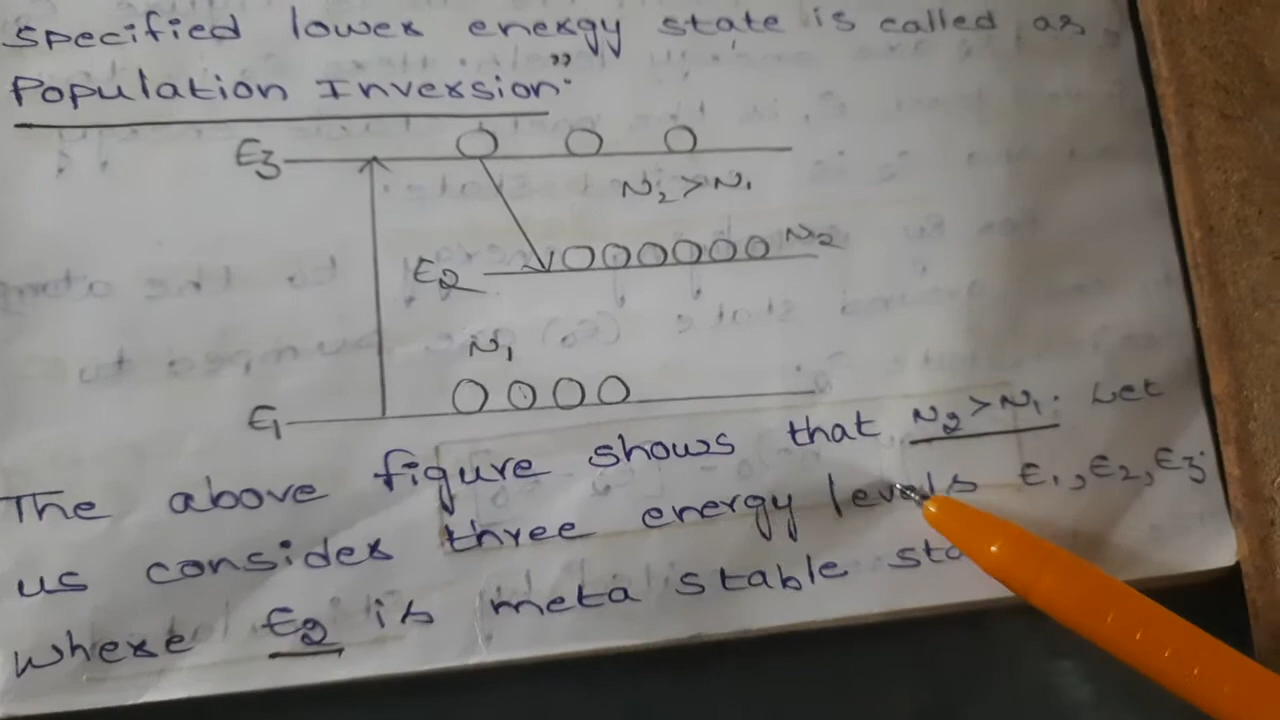 specified lower energy state is called as
Population Inversion”.
E3
N2>N1
E2 N2
N1
E1
The above figure shows that N2>N1. Let
us consider three energy levels E1,E2,E3.
where E2 is meta stable